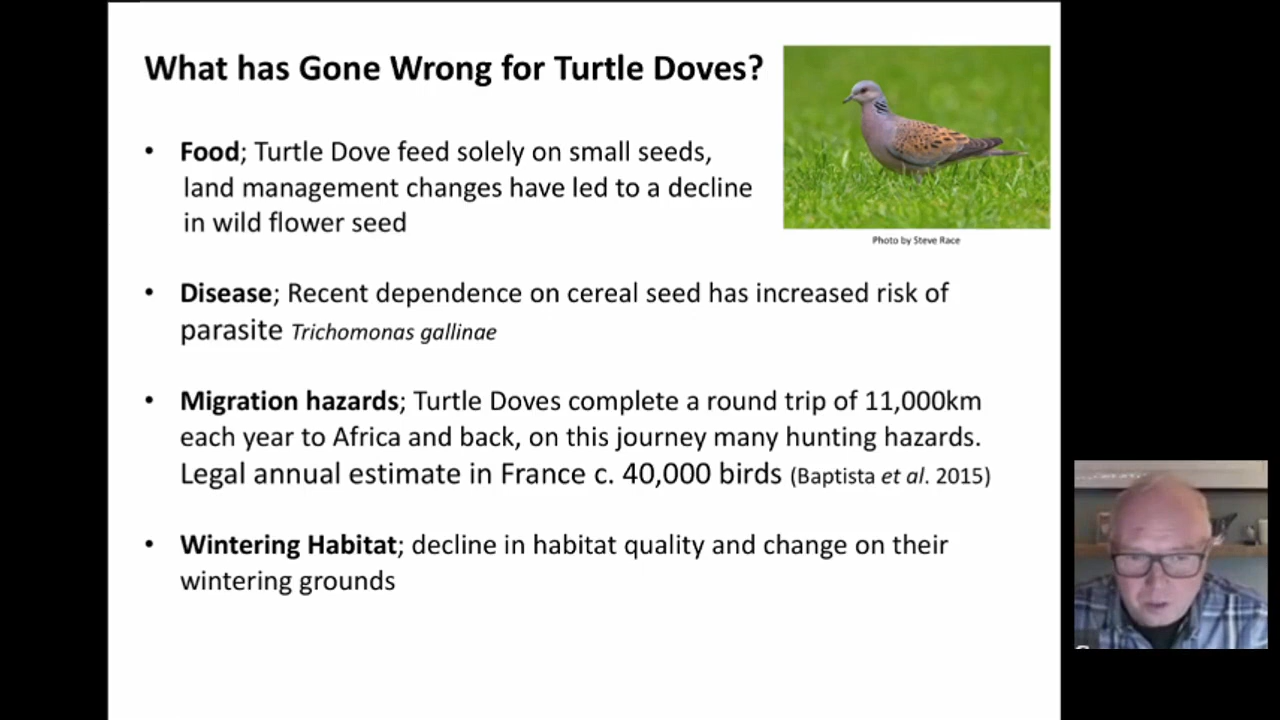 What has Gone Wrong for Turtle Doves?
• Food; Turtle Dove feed solely on small seeds,
land management changes have led to a decline
in wild flower seed
Photo by Steve Race
• Disease; Recent dependence on cereal seed has increased risk of
parasite Trichomonas gallinae
• Migration hazards; Turtle Doves complete a round trip of 11,000km
each year to Africa and back, on this journey many hunting hazards.
Legal annual estimate in France c. 40,000 birds (Baptista et al. 2015)
• Wintering Habitat; decline in habitat quality and change on their
wintering grounds